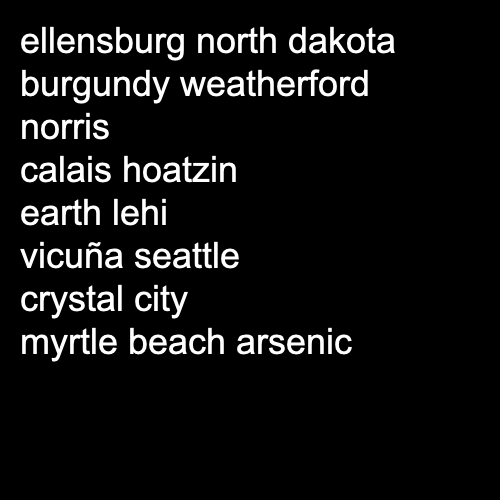 ellensburg north dakota
burgundy weatherford
norris
calais hoatzin
earth lehi
vicuña seattle
crystal city
myrtle beach arsenic